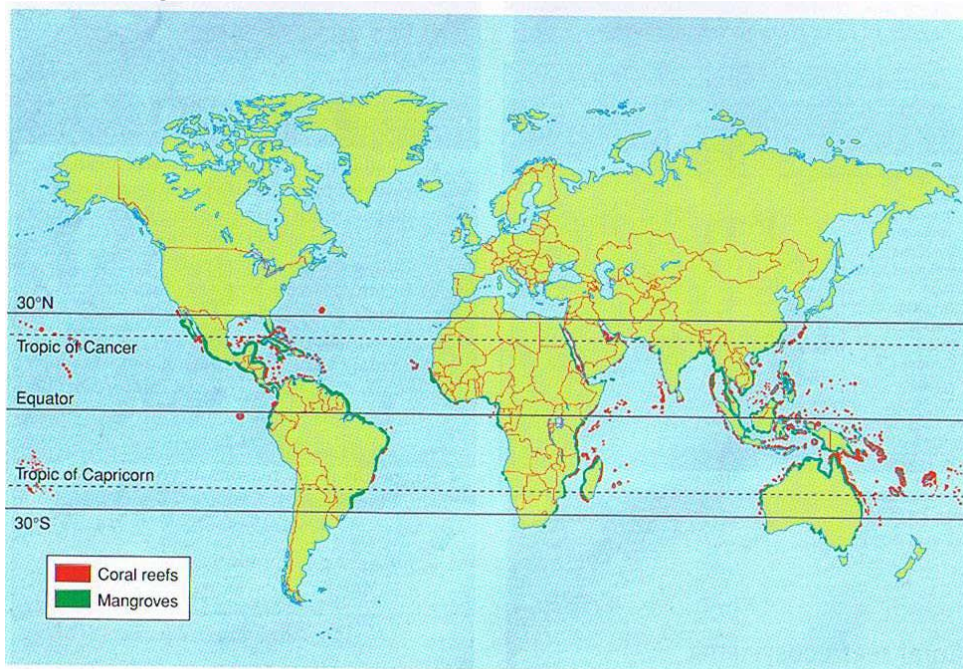 30°N
Tropic of Cancer
Equator
Tropic of Capricorn
30°S
Coral reefs
Mangroves